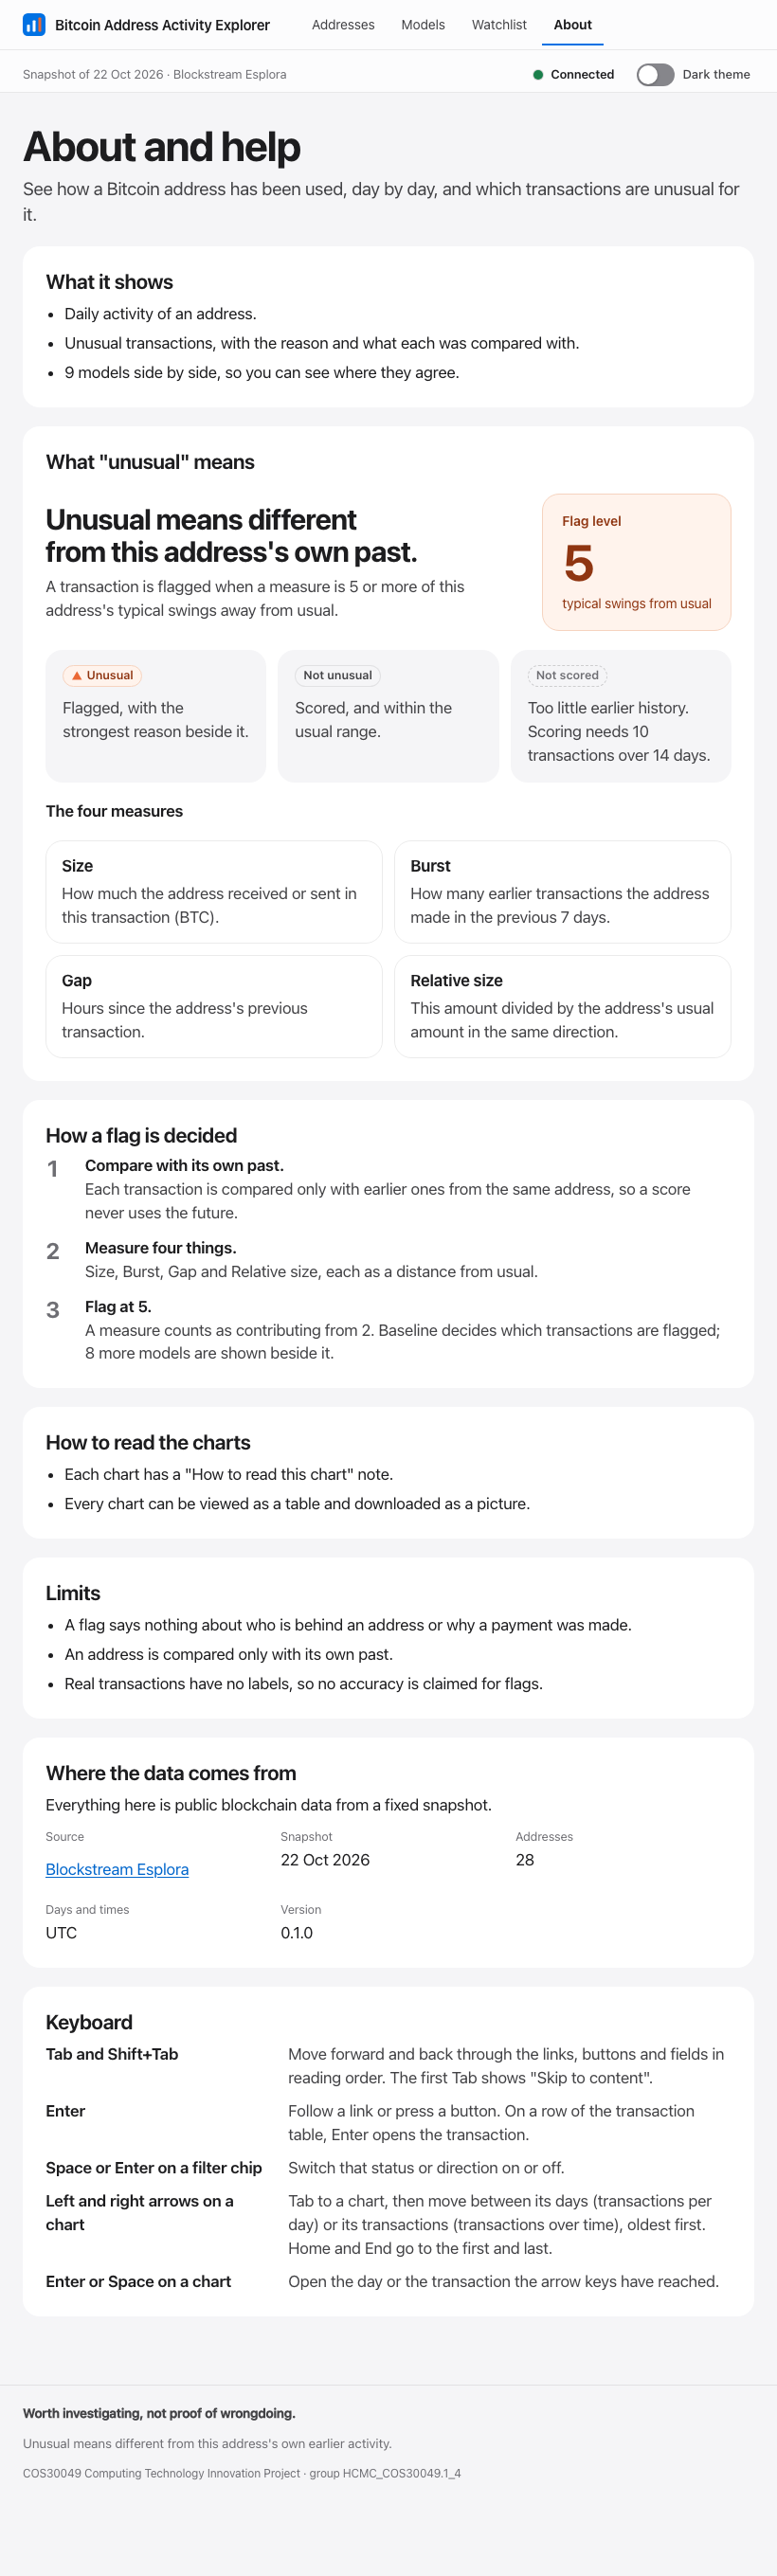 Bitcoin Address Activity Explorer
Addresses
Models
Watchlist
About
Snapshot of 22 Oct 2026 · Blockstream Esplora
Connected
Dark theme
About and help
See how a Bitcoin address has been used, day by day, and which transactions are unusual for
it.
What it shows
• Daily activity of an address.
• Unusual transactions, with the reason and what each was compared with.
• 9 models side by side, so you can see where they agree.
What "unusual" means
Unusual means different
from this address's own past.
A transaction is flagged when a measure is 5 or more of this
address's typical swings away from usual.
Flag level
5
typical swings from usual
Unusual
Flagged, with the
strongest reason beside it.
Not unusual
Scored, and within the
usual range.
Not scored
Too little earlier history.
Scoring needs 10
transactions over 14 days.
The four measures
Size
How much the address received or sent in
this transaction (BTC).
Burst
How many earlier transactions the address
made in the previous 7 days.
Gap
Hours since the address's previous
transaction.
Relative size
This amount divided by the address's usual
amount in the same direction.
How a flag is decided
1
Compare with its own past.
Each transaction is compared only with earlier ones from the same address, so a score
never uses the future.
2
Measure four things.
Size, Burst, Gap and Relative size, each as a distance from usual.
3
Flag at 5.
A measure counts as contributing from 2. Baseline decides which transactions are flagged;
8 more models are shown beside it.
How to read the charts
• Each chart has a "How to read this chart" note.
• Every chart can be viewed as a table and downloaded as a picture.
Limits
• A flag says nothing about who is behind an address or why a payment was made.
• An address is compared only with its own past.
• Real transactions have no labels, so no accuracy is claimed for flags.
Where the data comes from
Everything here is public blockchain data from a fixed snapshot.
Source
Blockstream Esplora
Snapshot
22 Oct 2026
Addresses
28
Days and times
UTC
Version
0.1.0
Keyboard
Tab and Shift+Tab
Move forward and back through the links, buttons and fields in
reading order. The first Tab shows "Skip to content".
Enter
Follow a link or press a button. On a row of the transaction
table, Enter opens the transaction.
Space or Enter on a filter chip
Switch that status or direction on or off.
Left and right arrows on a
chart
Tab to a chart, then move between its days (transactions per
day) or its transactions (transactions over time), oldest first.
Home and End go to the first and last.
Enter or Space on a chart
Open the day or the transaction the arrow keys have reached.
Worth investigating, not proof of wrongdoing.
Unusual means different from this address's own earlier activity.
COS30049 Computing Technology Innovation Project · group HCMC_COS30049.1_4